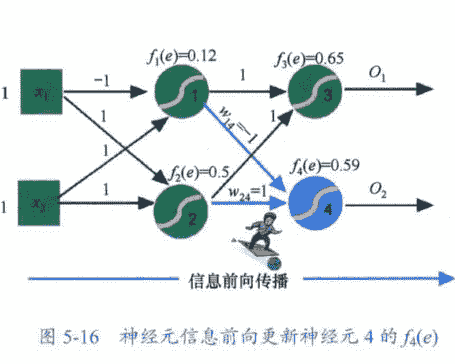 f₁(e)=0.12
f₃(e)=0.65
1
x₁
-1
1
1
3
O₁
1
1
1
w₁₄=-1
f₂(e)=0.5
f₄(e)=0.59
1
x₂
1
2
w₂₄=1
4
O₂
信息前向传播
图 5-16 神经元信息前向更新神经元 4 的 f₄(e)